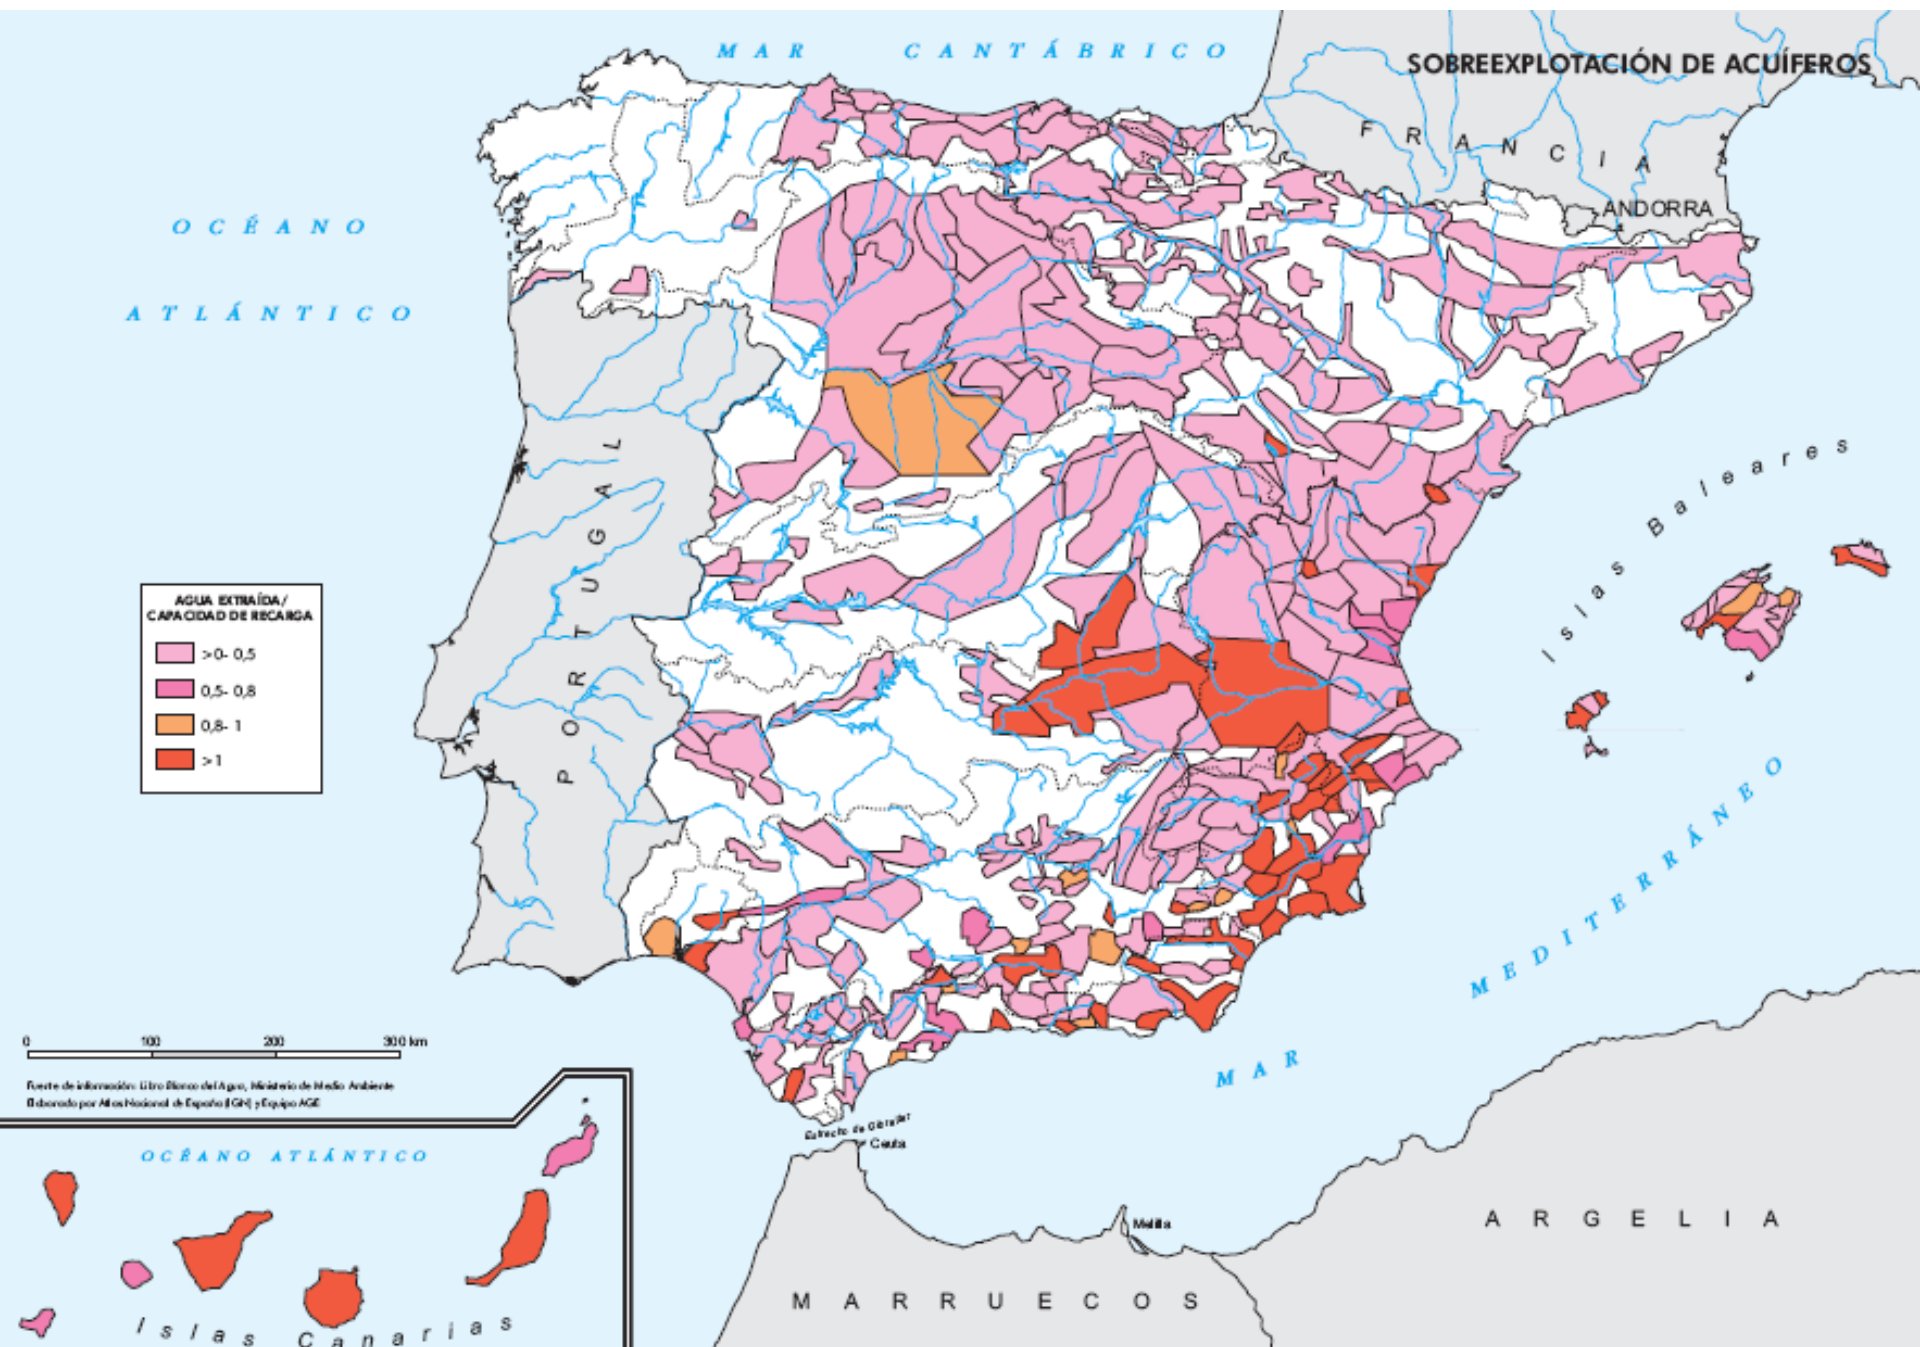 MAR CANTÁBRICO
SOBREEXPLOTACIÓN DE ACUÍFEROS
FRANCIA
ANDORRA
OCÉANO
ATLÁNTICO
PORTUGAL
Islas Baleares
AGUA EXTRAÍDA/
CAPACIDAD DE RECARGA
>0- 0,5
0,5- 0,8
0,8- 1
>1
MAR MEDITERRÁNEO
0 100 200 300 km
Fuente de información: Libro Blanco del Agua, Ministerio de Medio Ambiente
Elaborado por Atlas Nacional de España (IGN) y Equipo AGE
Estrecho de Gibraltar
Ceuta
OCÉANO ATLÁNTICO
Melilla
ARGELIA
MARRUECOS
Islas Canarias